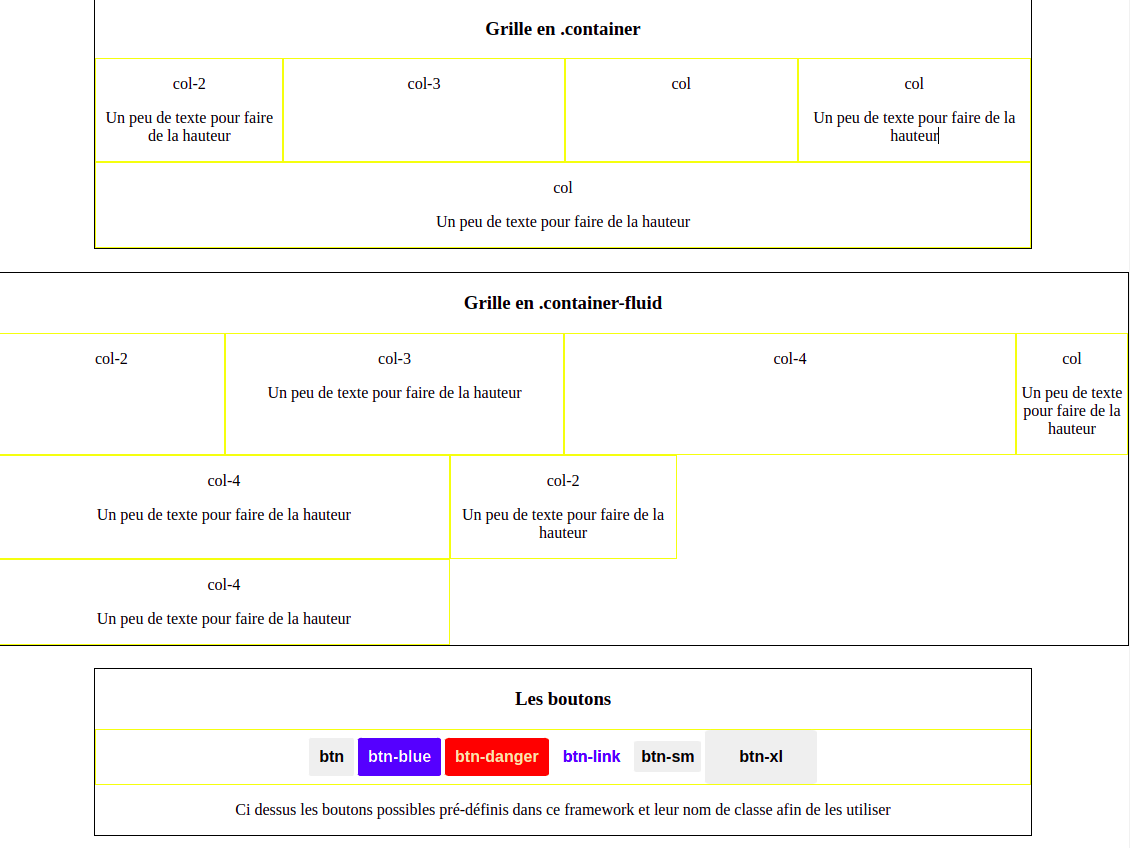 Grille en .container
col-2
col-3
col
col
Un peu de texte pour faire
de la hauteur
Un peu de texte pour faire de la
hauteur
col
Un peu de texte pour faire de la hauteur
Grille en .container-fluid
col-2
col-3
col-4
col
Un peu de texte pour faire de la hauteur
Un peu de texte
pour faire de la
hauteur
col-4
col-2
Un peu de texte pour faire de la hauteur
Un peu de texte pour faire de la
hauteur
col-4
Un peu de texte pour faire de la hauteur
Les boutons
btn btn-blue btn-danger btn-link btn-sm btn-xl
Ci dessus les boutons possibles pré-définis dans ce framework et leur nom de classe afin de les utiliser